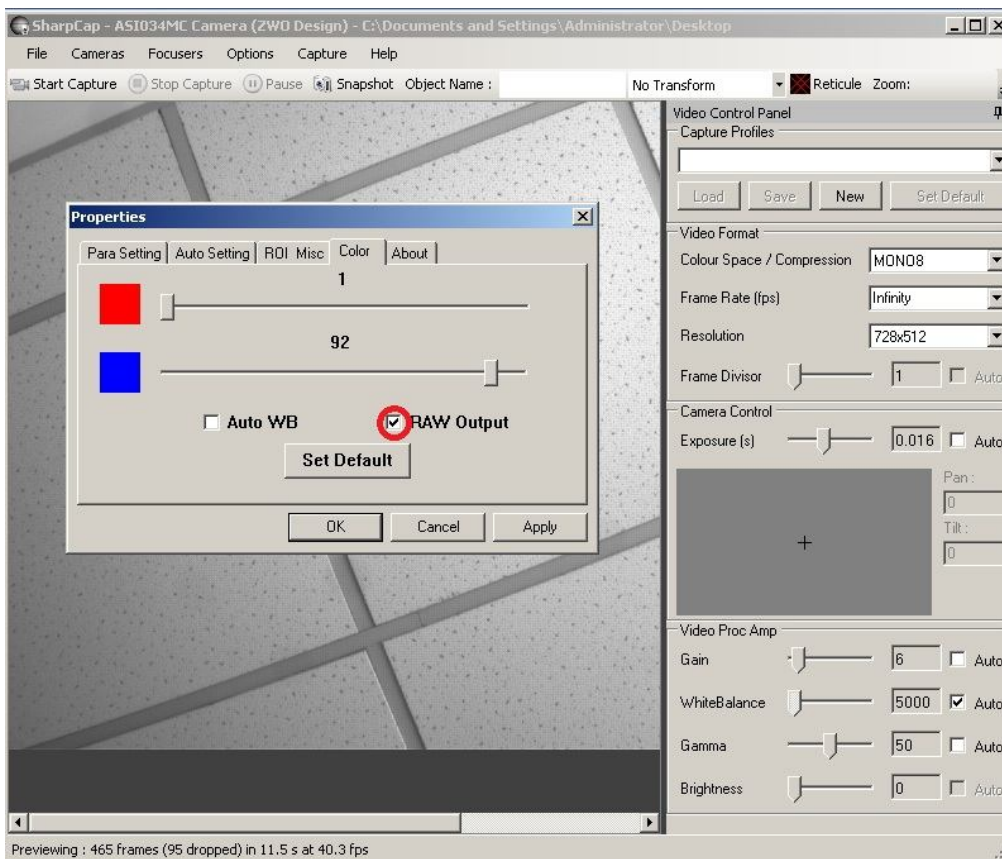 SharpCap - ASI034MC Camera (ZWO Design) - C:\Documents and Settings\Administrator\Desktop
File Cameras Focusers Options Capture Help
Start Capture Stop Capture Pause Snapshot Object Name : No Transform Reticule Zoom:
Properties
Para Setting Auto Setting ROI Misc Color About
1
92
Auto WB RAW Output
Set Default
OK Cancel Apply
Video Control Panel
Capture Profiles
Load Save New Set Default
Video Format
Colour Space / Compression MONO8
Frame Rate (fps) Infinity
Resolution 728x512
Frame Divisor 1 Auto
Camera Control
Exposure (s) 0.016 Auto
Pan :
0
Tilt :
0
Video Proc Amp
Gain 6 Auto
WhiteBalance 5000 Auto
Gamma 50 Auto
Brightness 0 Auto
Previewing : 465 frames (95 dropped) in 11.5 s at 40.3 fps